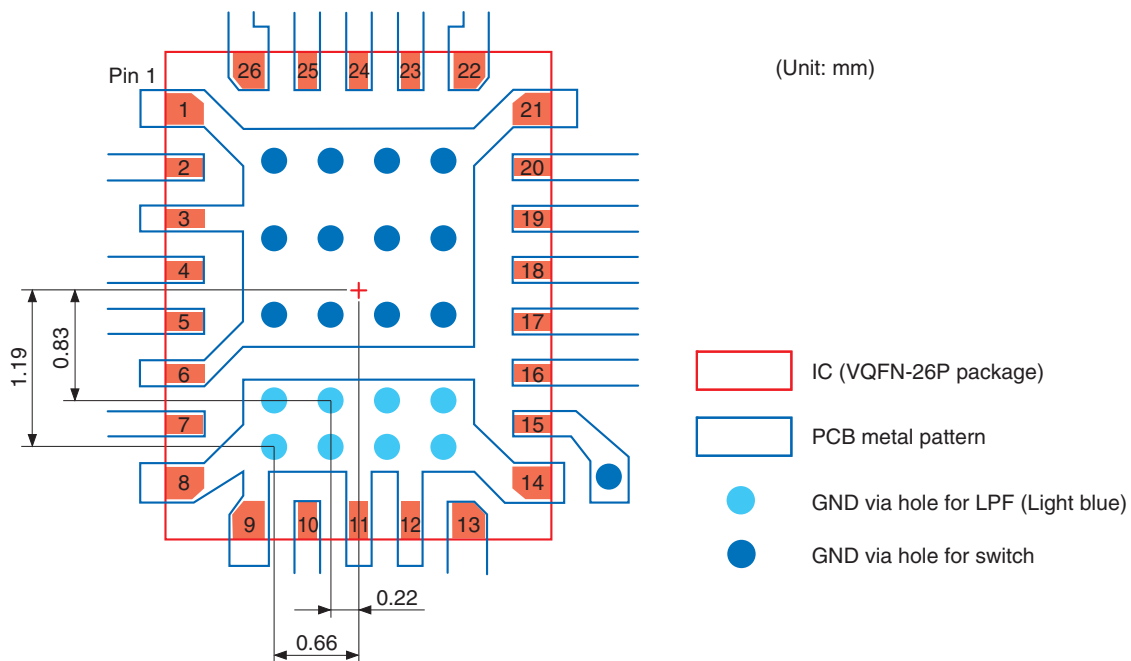 26 25 24 23 22
(Unit: mm)
Pin 1
1 21
2 20
3 19
4 18
5 17
6 16
7 15
8 14
9 10 11 12 13
1.19
0.83
0.22
0.66
IC (VQFN-26P package)
PCB metal pattern
GND via hole for LPF (Light blue)
GND via hole for switch